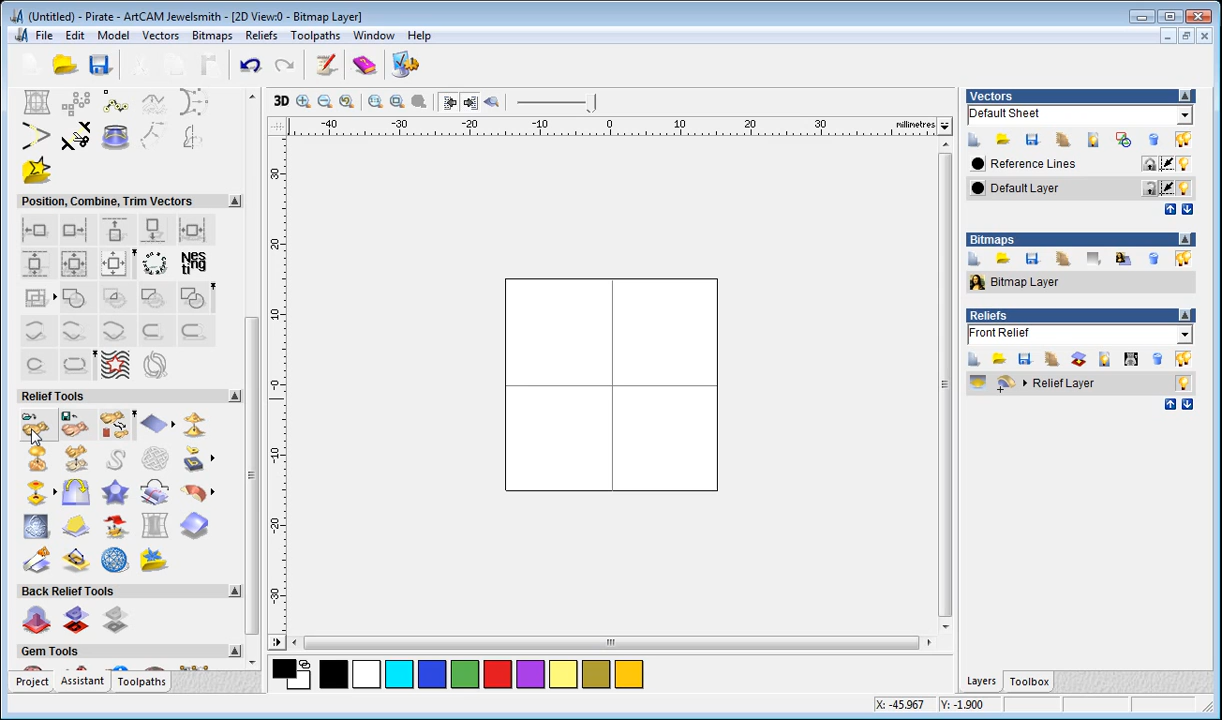 (Untitled) - Pirate - ArtCAM Jewelsmith - [2D View:0 - Bitmap Layer]
File Edit Model Vectors Bitmaps Reliefs Toolpaths Window Help
3D
-40 -30 -20 -10 0 10 20 30 millimetres
30
20
10
-0
-10
-20
-30
Position, Combine, Trim Vectors
Nes
ting
Relief Tools
Back Relief Tools
Gem Tools
Project Assistant Toolpaths
Vectors
Default Sheet
Reference Lines
Default Layer
Bitmaps
Bitmap Layer
Reliefs
Front Relief
Relief Layer
Layers Toolbox
X: -45.967 Y: -1.900